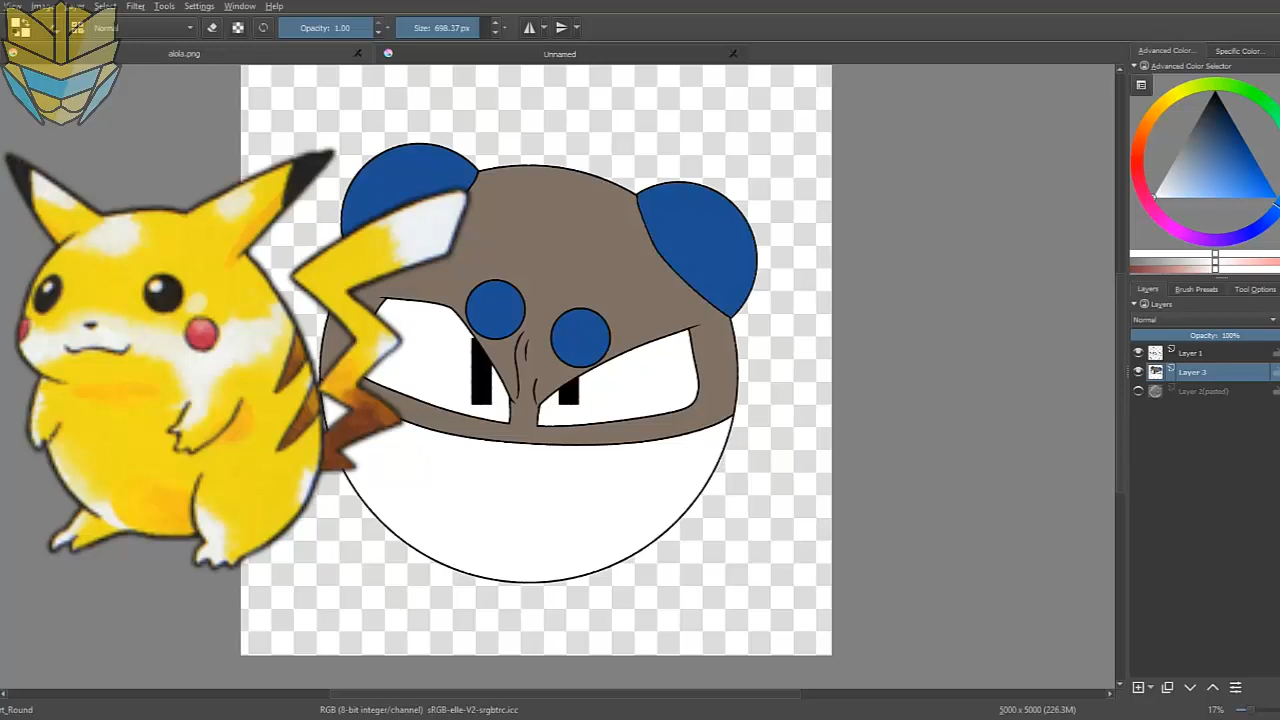 View Image Layer Select Filter Tools Settings Window Help
Normal Opacity: 1.00 Size: 698.37 px
alola.png Unnamed
Advanced Color... Specific Color...
Advanced Color Selector
Layers Brush Presets Tool Options
Layers
Normal
Opacity: 100%
Layer 1
Layer 3
Layer 2(pasted)
RGB (8-bit integer/channel) sRGB-elle-V2-srgbtrc.icc 5000 x 5000 (226.3M) 17%